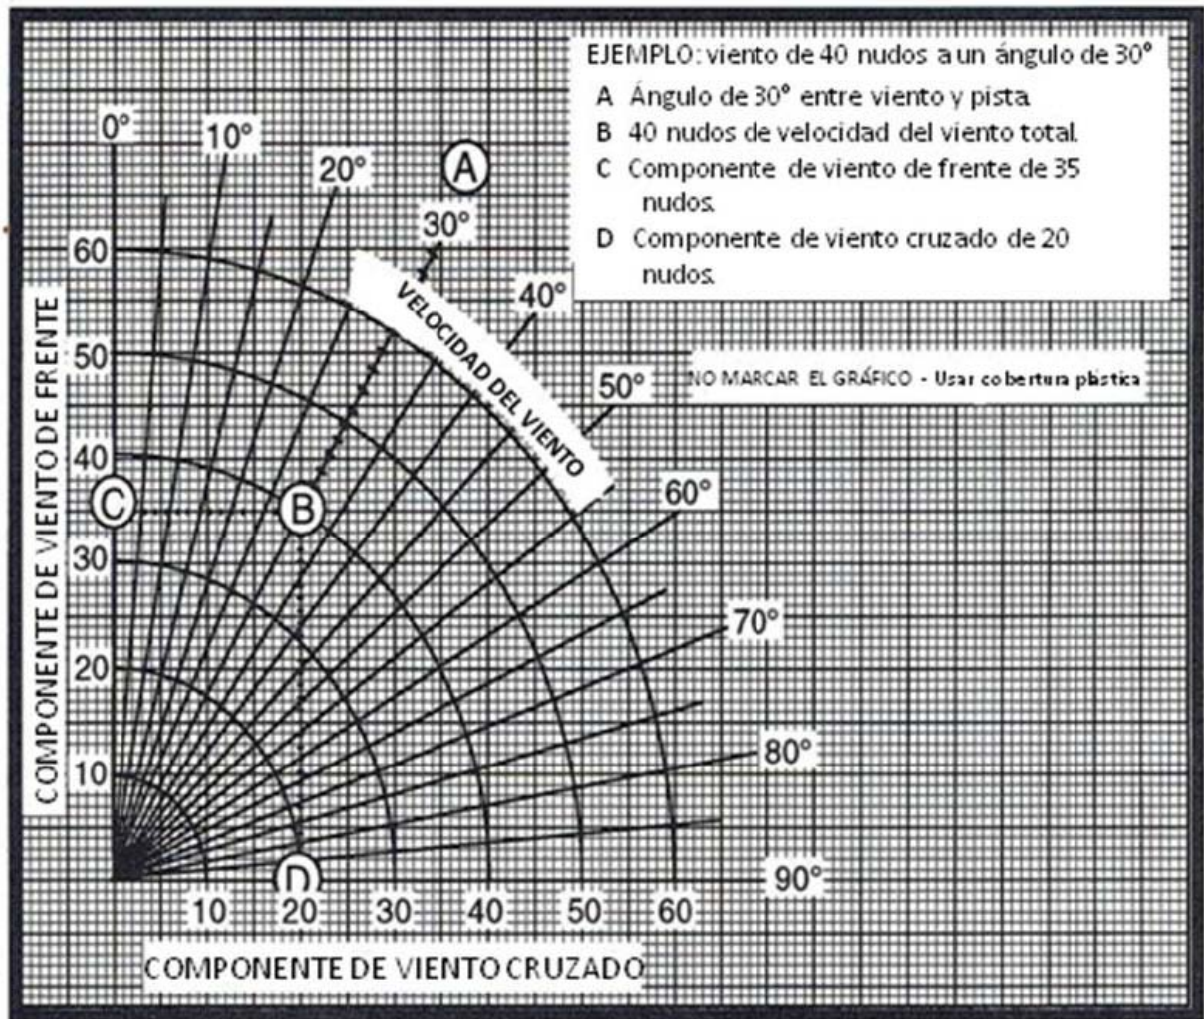 EJEMPLO: viento de 40 nudos a un ángulo de 30°
A Ángulo de 30° entre viento y pista
B 40 nudos de velocidad del viento total.
C Componente de viento de frente de 35
nudos.
D Componente de viento cruzado de 20
nudos.
0°
10°
20°
A
30°
40°
VELOCIDAD DEL VIENTO
NO MARCAR EL GRÁFICO - Usar cobertura plástica
50°
60°
70°
80°
90°
COMPONENTE DE VIENTO DE FRENTE
60
50
40
C
B
30
20
10
D
10 20 30 40 50 60
COMPONENTE DE VIENTO CRUZADO